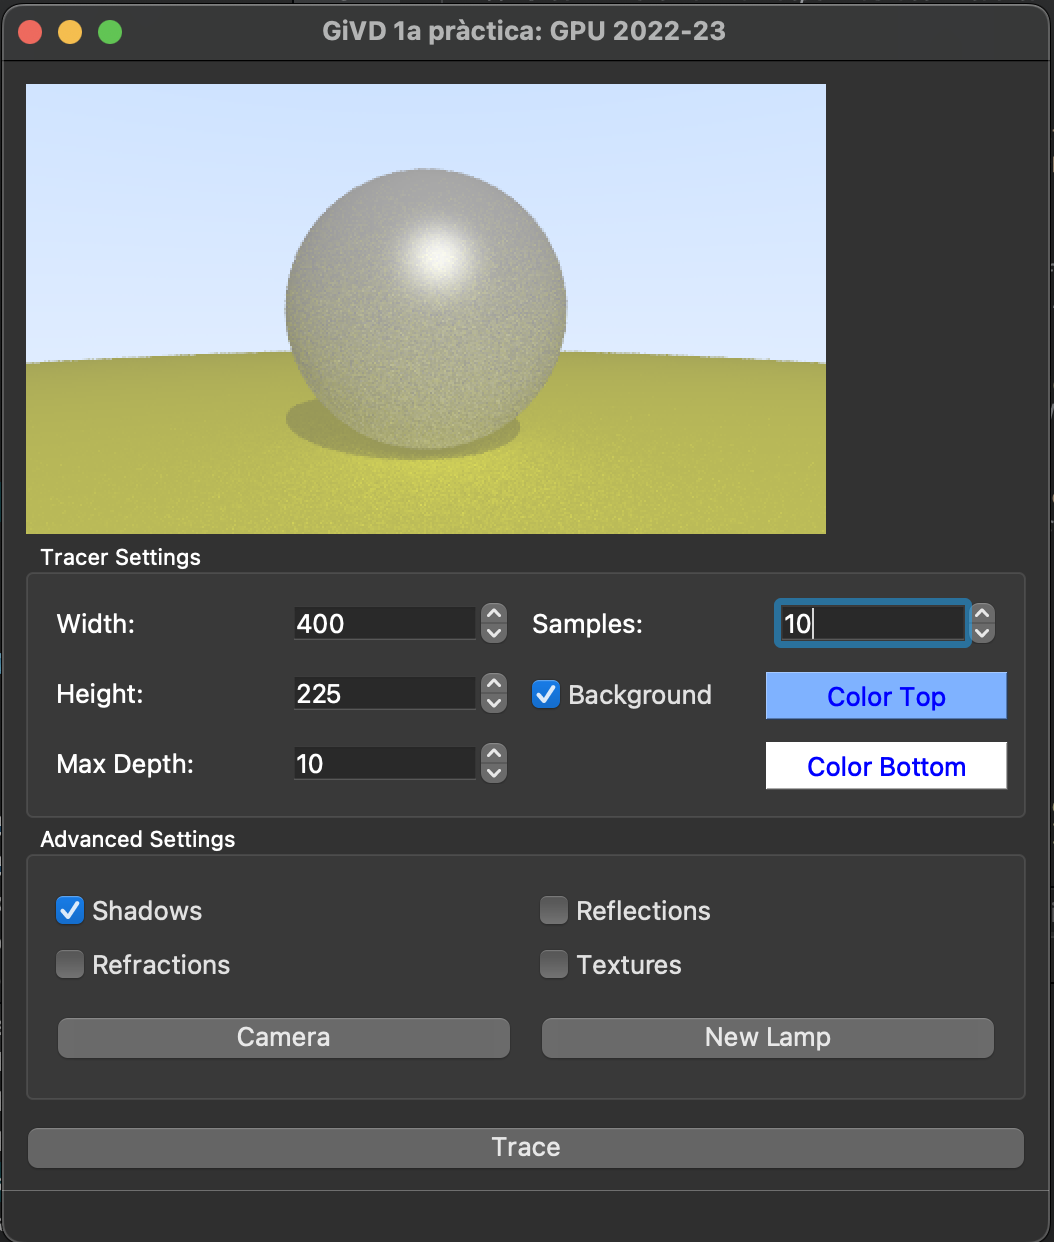 GiVD 1a pràctica: GPU 2022-23
Tracer Settings
Width: 400 Samples: 10
Height: 225 Background Color Top
Max Depth: 10 Color Bottom
Advanced Settings
Shadows Reflections
Refractions Textures
Camera New Lamp
Trace